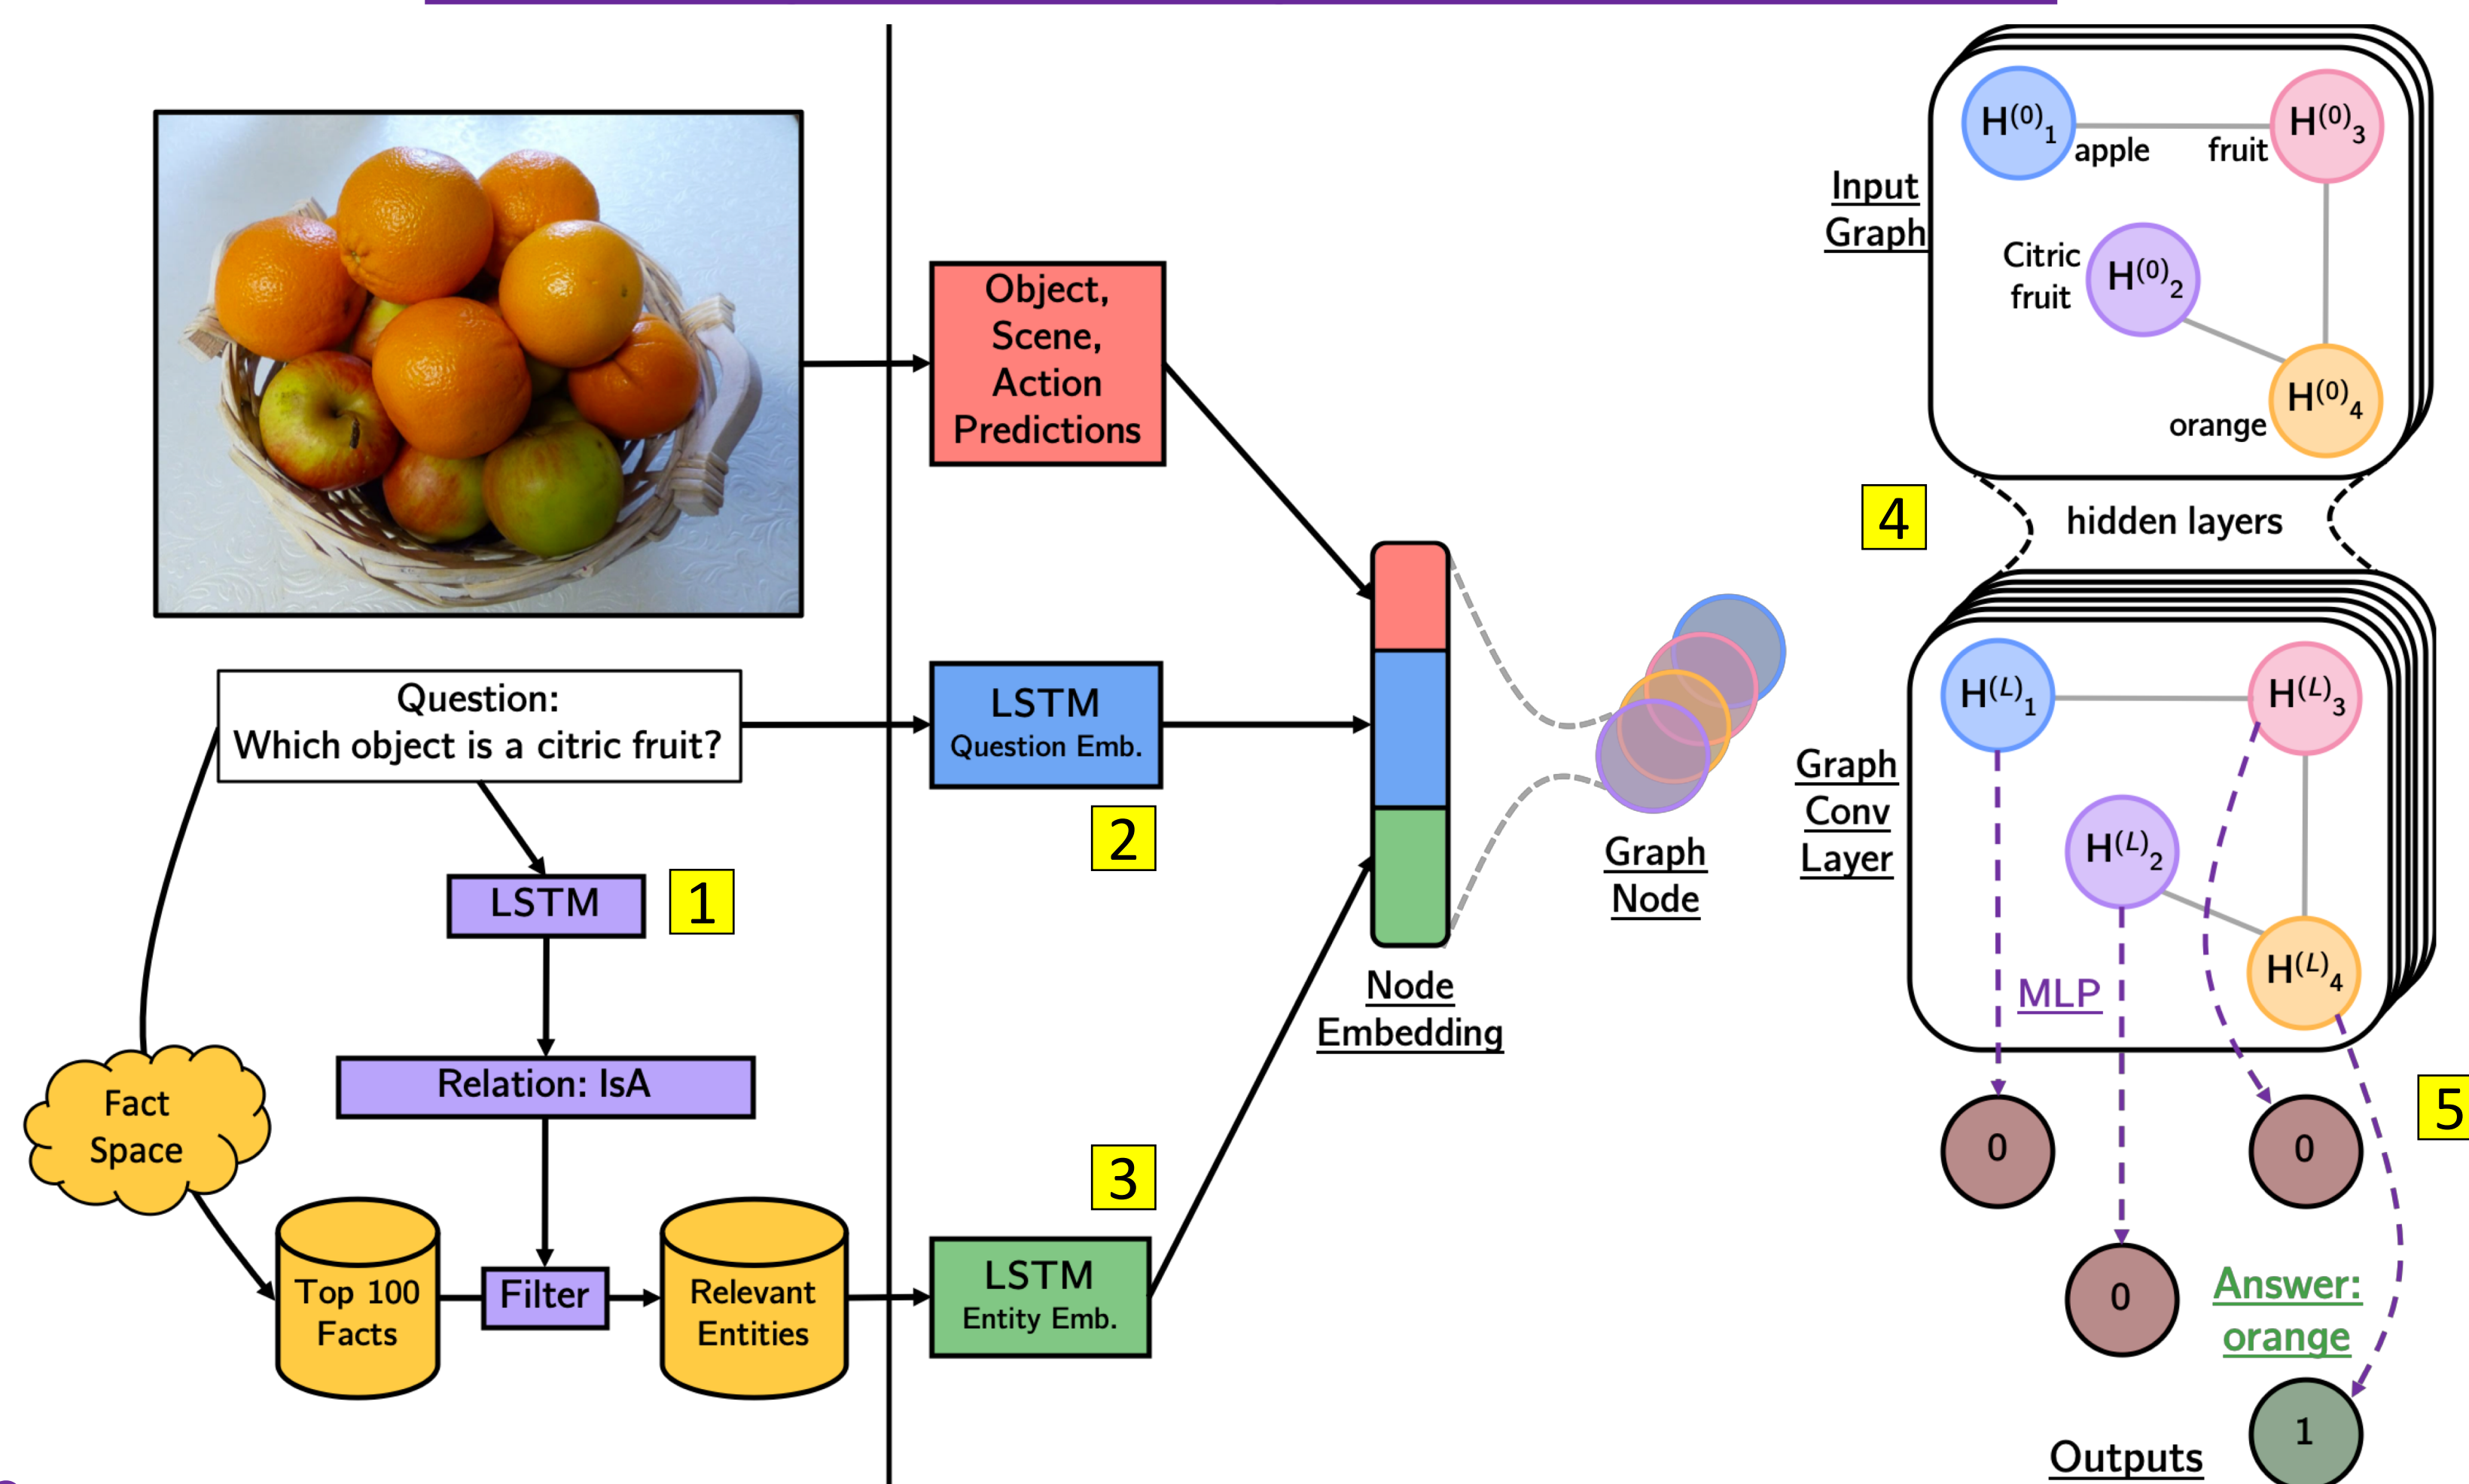 Question:
Which object is a citric fruit?
LSTM
1
Relation: IsA
Fact
Space
Top 100
Facts
Filter
Relevant
Entities
Object,
Scene,
Action
Predictions
LSTM
Question Emb.
2
3
LSTM
Entity Emb.
Node
Embedding
Graph
Node
Input
Graph
H(0)1
apple
fruit
H(0)3
Citric
fruit
H(0)2
H(0)4
orange
4
hidden layers
Graph
Conv
Layer
H(L)1
H(L)3
H(L)2
H(L)4
MLP
5
0
0
0
Answer:
orange
1
Outputs